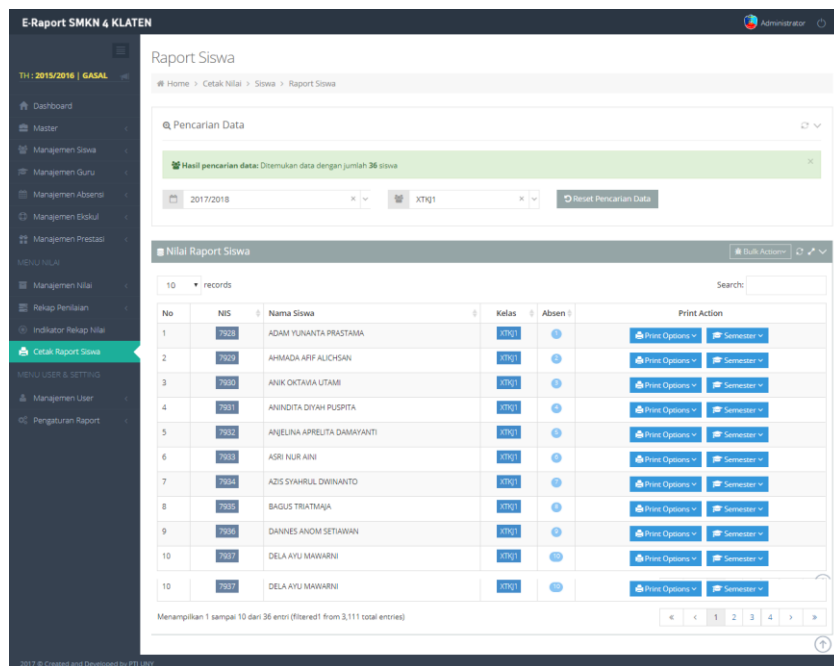 E-Raport SMKN 4 KLATEN
Administrator
TH : 2015/2016 | GASAL
Dashboard
Master
Manajemen Siswa
Manajemen Guru
Manajemen Absensi
Manajemen Ekskul
Manajemen Prestasi
MENU NILAI
Manajemen Nilai
Rekap Penilaian
Indikator Rekap Nilai
Cetak Raport Siswa
MENU USER & SETTING
Manajemen User
Pengaturan Raport
2017 © Created and Developed by PTI UNY
Raport Siswa
Home > Cetak Nilai > Siswa > Raport Siswa
Pencarian Data
Hasil pencarian data: Ditemukan data dengan jumlah 36 siswa
2017/2018 XTKJ1 Reset Pencarian Data
Nilai Raport Siswa Bulk Action
10 records Search:
No NIS Nama Siswa Kelas Absen Print Action
1 7928 ADAM YUNANTA PRASTAMA XTKJ1 1 Print Options Semester
2 7929 AHMADA AFIF ALICHSAN XTKJ1 2 Print Options Semester
3 7930 ANIK OKTAVIA UTAMI XTKJ1 3 Print Options Semester
4 7931 ANINDITA DIYAH PUSPITA XTKJ1 4 Print Options Semester
5 7932 ANJELINA APRELITA DAMAYANTI XTKJ1 5 Print Options Semester
6 7933 ASRI NUR AINI XTKJ1 6 Print Options Semester
7 7934 AZIS SYAHRUL DWINANTO XTKJ1 7 Print Options Semester
8 7935 BAGUS TRIATMAJA XTKJ1 8 Print Options Semester
9 7936 DANNES ANOM SETIAWAN XTKJ1 9 Print Options Semester
10 7937 DELA AYU MAWARNI XTKJ1 10 Print Options Semester
10 7937 DELA AYU MAWARNI XTKJ1 10 Print Options Semester
Menampilkan 1 sampai 10 dari 36 entri (filtered1 from 3,111 total entries)
« < 1 2 3 4 > »